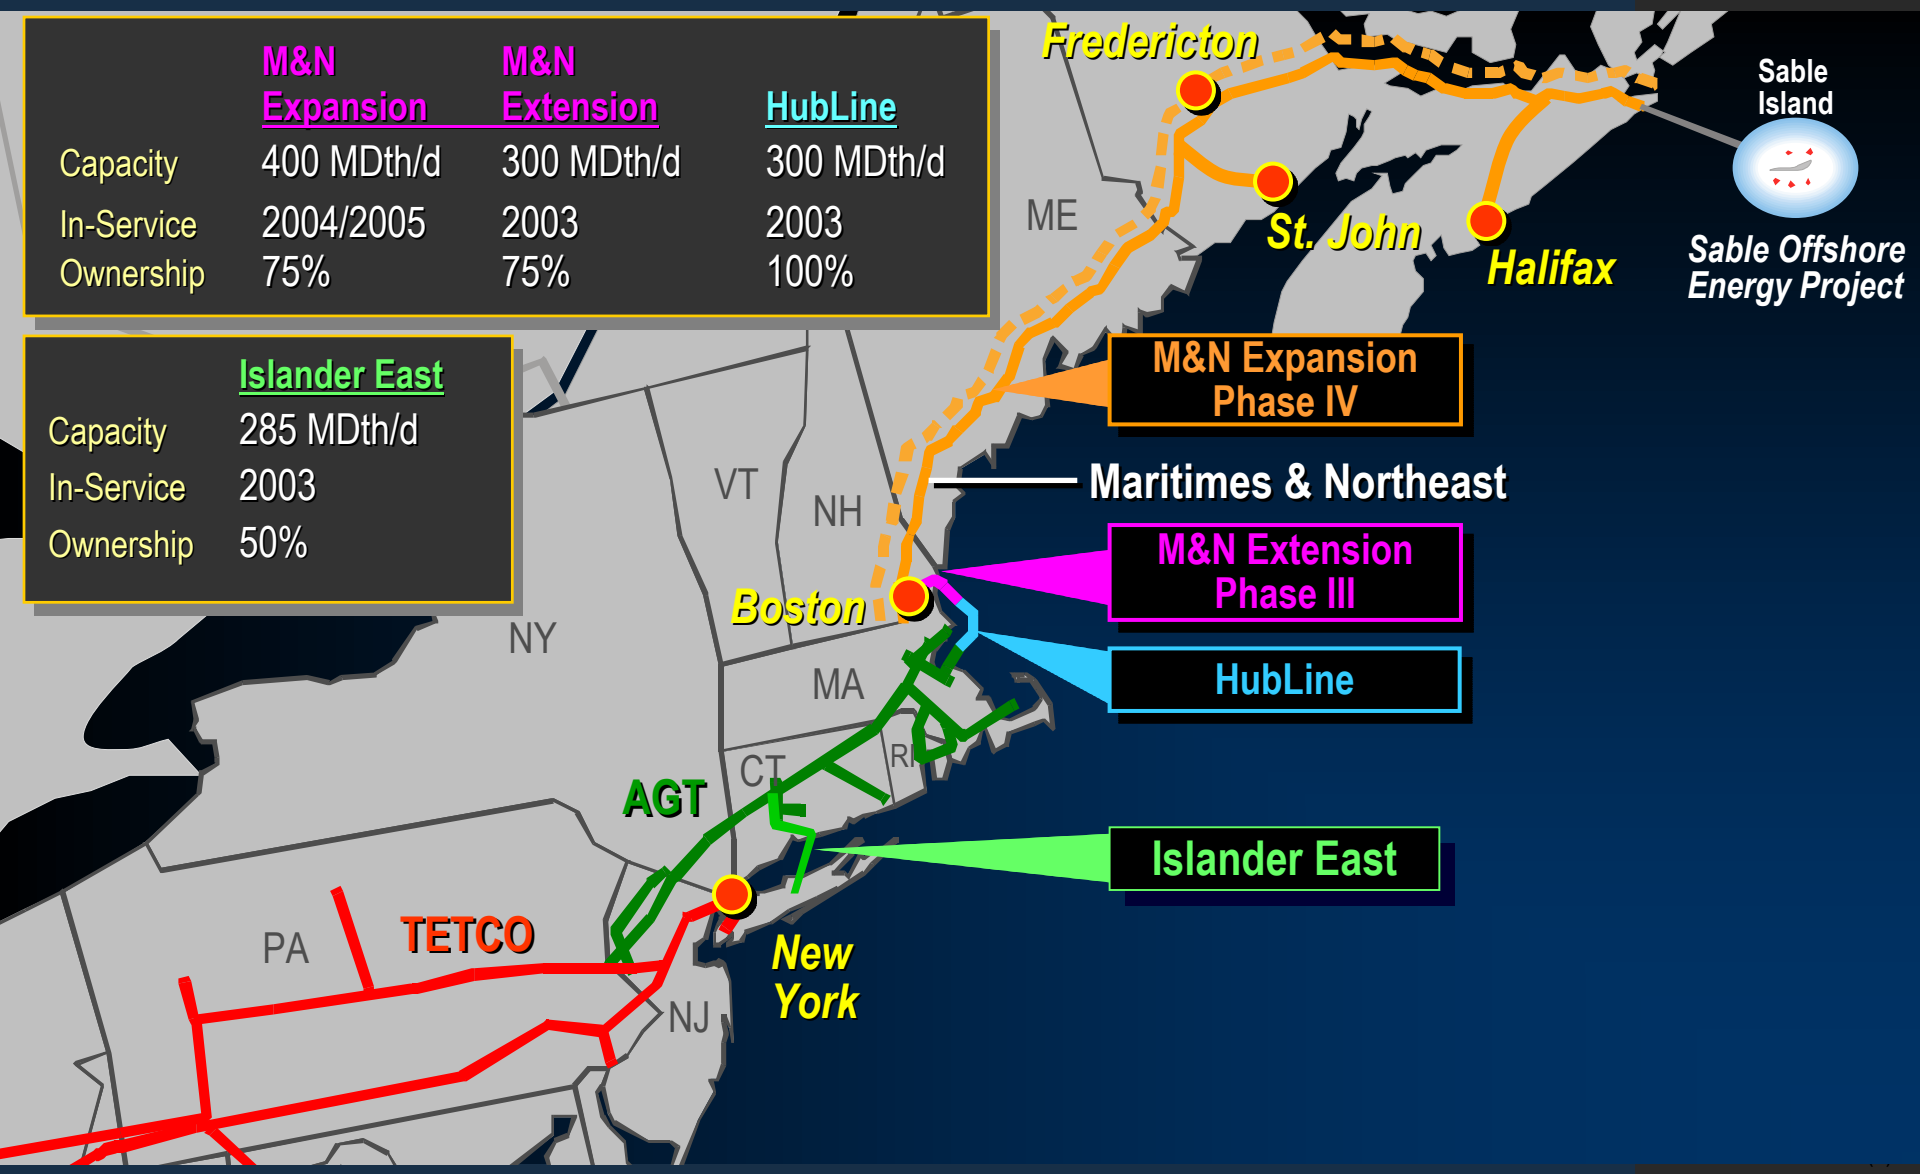 M&N M&N
Expansion Extension HubLine
Capacity 400 MDth/d 300 MDth/d 300 MDth/d
In-Service 2004/2005 2003 2003
Ownership 75% 75% 100%
Islander East
Capacity 285 MDth/d
In-Service 2003
Ownership 50%
Fredericton
Sable
Island
ME
St. John
Halifax
Sable Offshore
Energy Project
M&N Expansion
Phase IV
VT
NH
Maritimes & Northeast
M&N Extension
Phase III
Boston
NY
MA
HubLine
CT
RI
AGT
Islander East
PA
TETCO
New
York
NJ